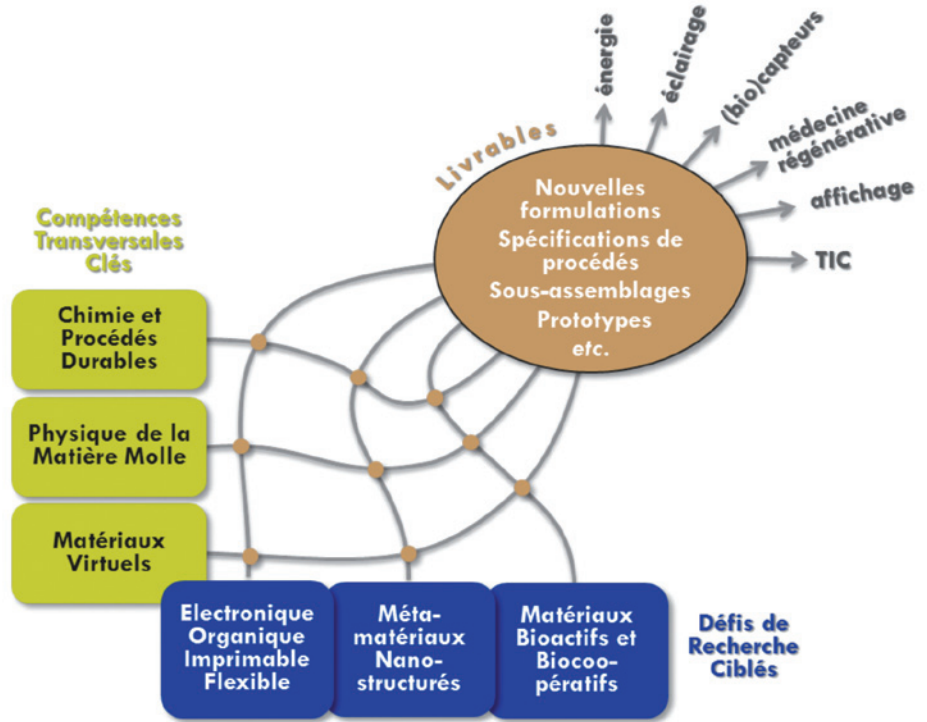 énergie
éclairage
(bio)capteurs
médecine
régénérative
affichage
TIC
Livrables
Nouvelles
formulations
Spécifications de
procédés
Sous-assemblages
Prototypes
etc.
Compétences
Transversales
Clés
Chimie et
Procédés
Durables
Physique de la
Matière Molle
Matériaux
Virtuels
Electronique
Organique
Imprimable
Flexible
Méta-
matériaux
Nano-
structurés
Matériaux
Bioactifs et
Biocoo-
pératifs
Défis de
Recherche
Ciblés